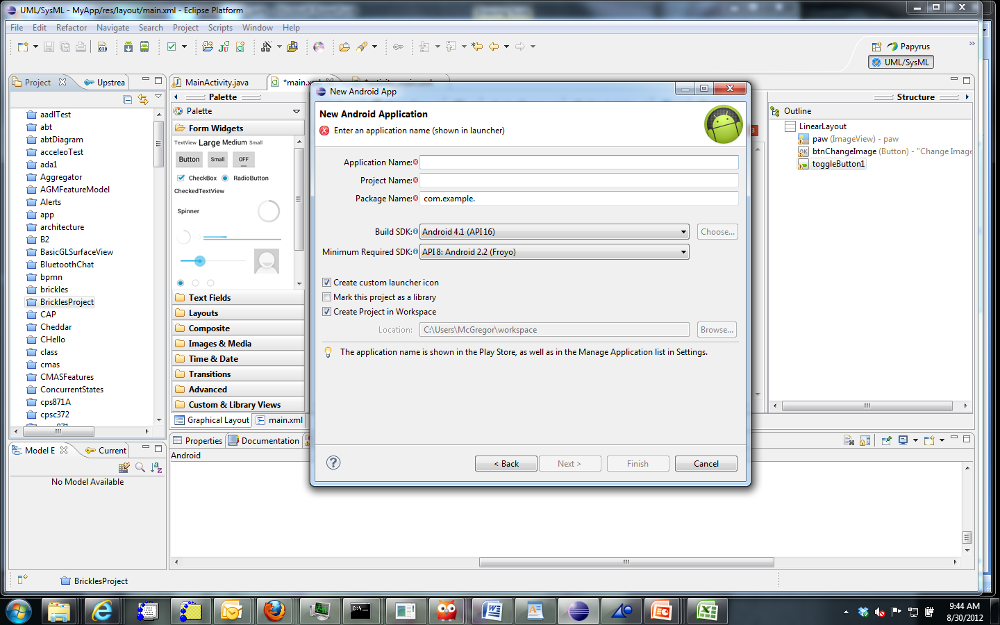 UML/SysML - MyApp/res/layout/main.xml - Eclipse Platform
File Edit Refactor Navigate Search Project Scripts Window Help
Papyrus
UML/SysML
Project
Upstrea
aadlTest
abt
abtDiagram
acceleoTest
ada1
Aggregator
AGMFeatureModel
Alerts
app
architecture
B2
BasicGLSurfaceView
BluetoothChat
bpmn
brickles
BricklesProject
CAP
Cheddar
CHello
class
cmas
CMASFeatures
ConcurrentStates
cps871A
cpsc372
Model E
Current
No Model Available
MainActivity.java
*main.xml
Palette
Palette
Form Widgets
TextView Large Medium Small
Button Small OFF
CheckBox RadioButton
CheckedTextView
Spinner
Text Fields
Layouts
Composite
Images & Media
Time & Date
Transitions
Advanced
Custom & Library Views
Graphical Layout main.xml
Properties Documentation
Android
New Android App
New Android Application
Enter an application name (shown in launcher)
Application Name:
Project Name:
Package Name: com.example.
Build SDK: Android 4.1 (API 16) Choose...
Minimum Required SDK: API 8: Android 2.2 (Froyo)
Create custom launcher icon
Mark this project as a library
Create Project in Workspace
Location: C:\Users\McGregor\workspace Browse...
The application name is shown in the Play Store, as well as in the Manage Application list in Settings.
< Back Next > Finish Cancel
Structure
Outline
LinearLayout
paw (ImageView) - paw
btnChangeImage (Button) - "Change Image
toggleButton1
BricklesProject
9:44 AM
8/30/2012